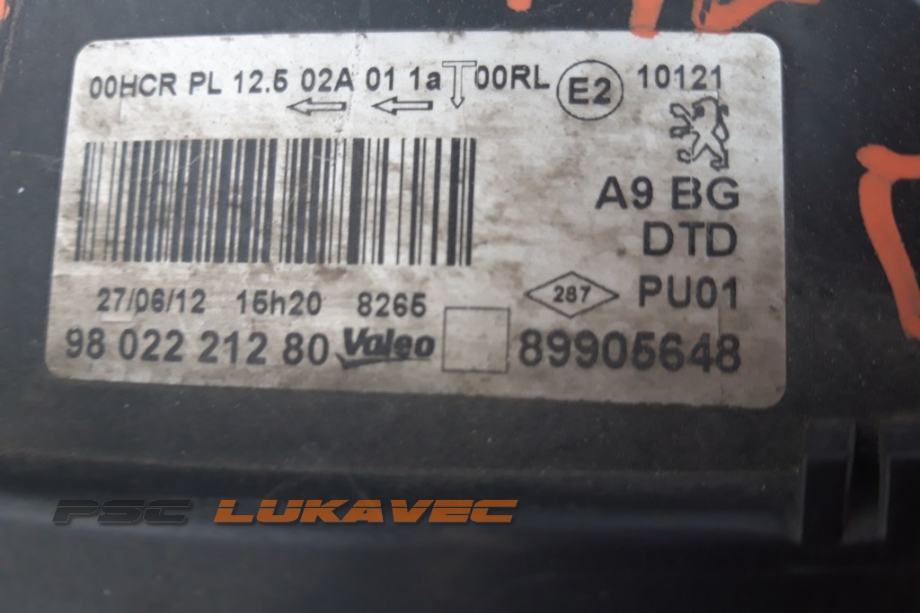 00HCR PL 12.5 02A 01 1a 00RL E2 10121
A9 BG
DTD
287 PU01
27/06/12 15h20 8265
98 022 212 80 Valeo 89905648
PSC LUKAVEC